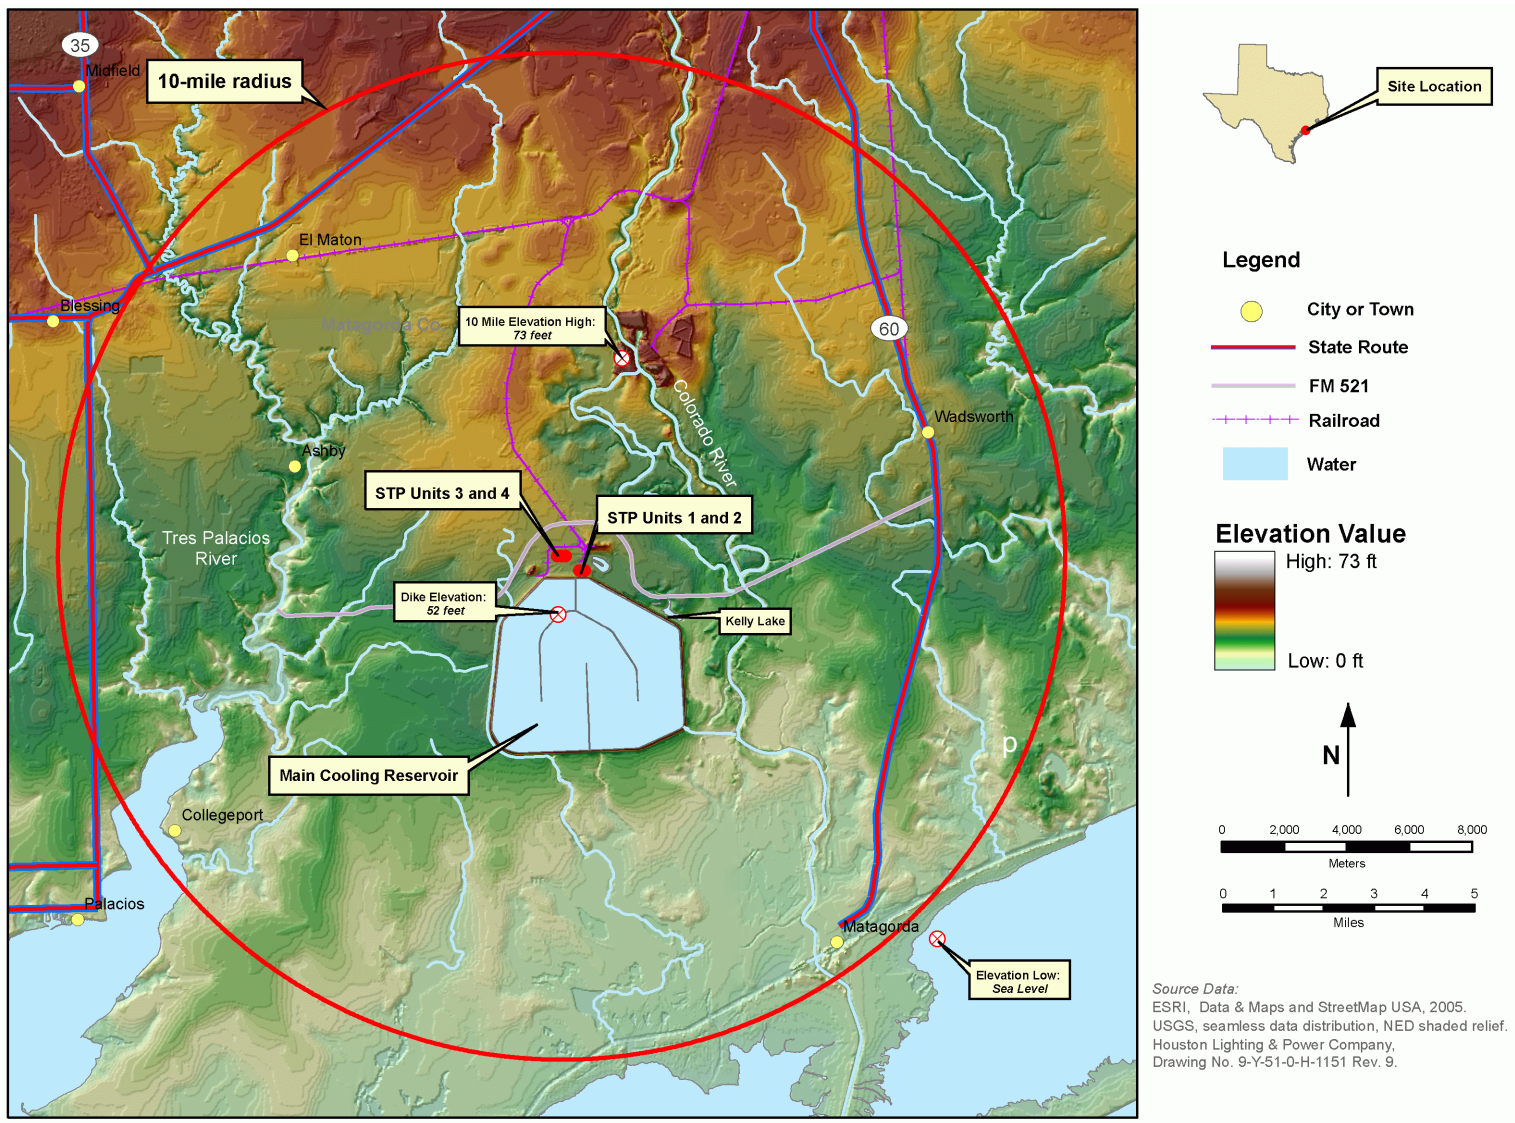 35
Midfield
10-mile radius
El Maton
Blessing
Matagorda Co.
10 Mile Elevation High:
73 feet
60
Colorado River
Wadsworth
Ashby
STP Units 3 and 4
STP Units 1 and 2
Tres Palacios
River
Dike Elevation:
52 feet
Kelly Lake
Main Cooling Reservoir
p
Collegeport
Palacios
Matagorda
Elevation Low:
Sea Level
Site Location
Legend
City or Town
State Route
FM 521
Railroad
Water
Elevation Value
High: 73 ft
Low: 0 ft
N
0 2,000 4,000 6,000 8,000
Meters
0 1 2 3 4 5
Miles
Source Data:
ESRI, Data & Maps and StreetMap USA, 2005.
USGS, seamless data distribution, NED shaded relief.
Houston Lighting & Power Company,
Drawing No. 9-Y-51-0-H-1151 Rev. 9.